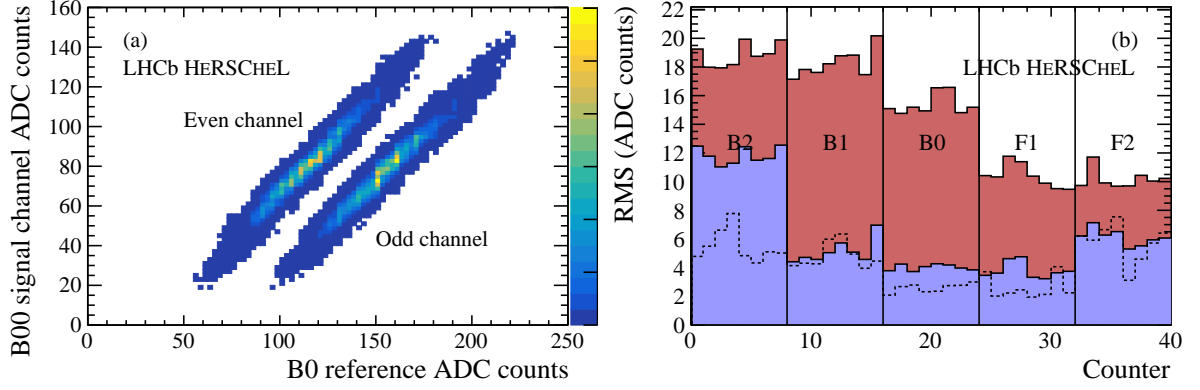 B00 signal channel ADC counts
160
140
120
100
80
60
40
20
0
(a)
LHCb HERSCHEL
Even channel
Odd channel
0 50 100 150 200 250
B0 reference ADC counts
RMS (ADC counts)
22
20
18
16
14
12
10
8
6
4
2
0
(b)
LHCb HERSCHEL
B2 B1 B0 F1 F2
0 10 20 30 40
Counter